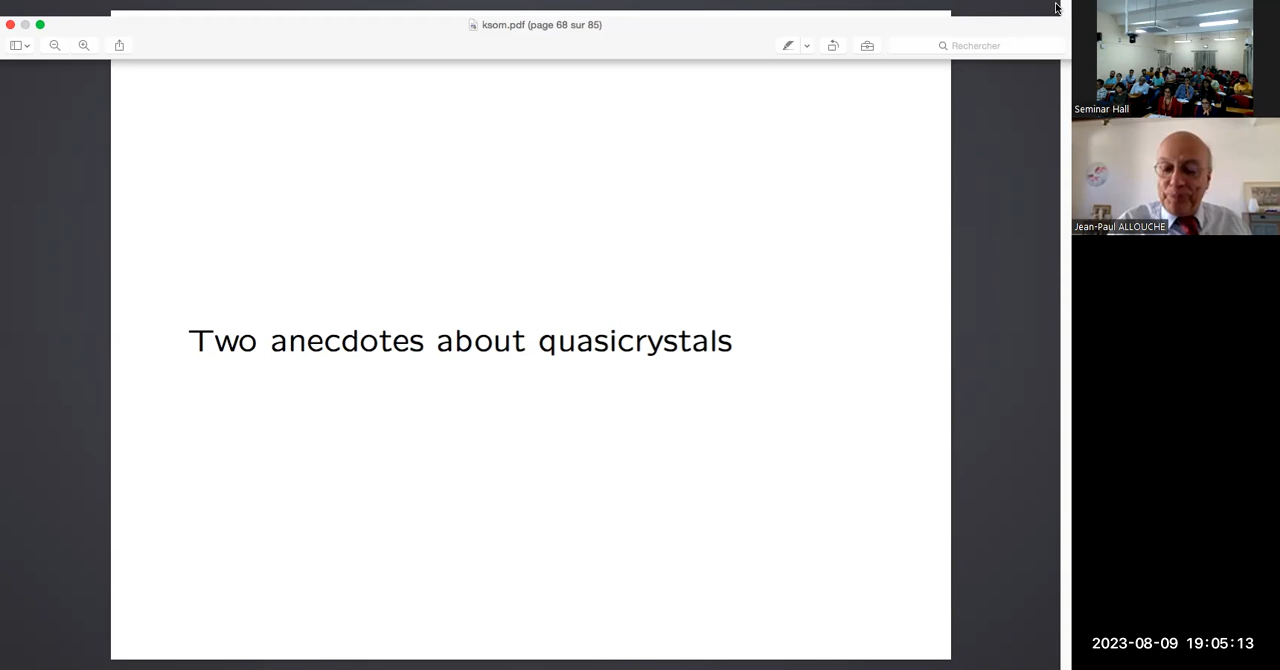 ksom.pdf (page 68 sur 85)
Rechercher
Two anecdotes about quasicrystals
Seminar Hall
Jean-Paul ALLOUCHE
2023-08-09 19:05:13